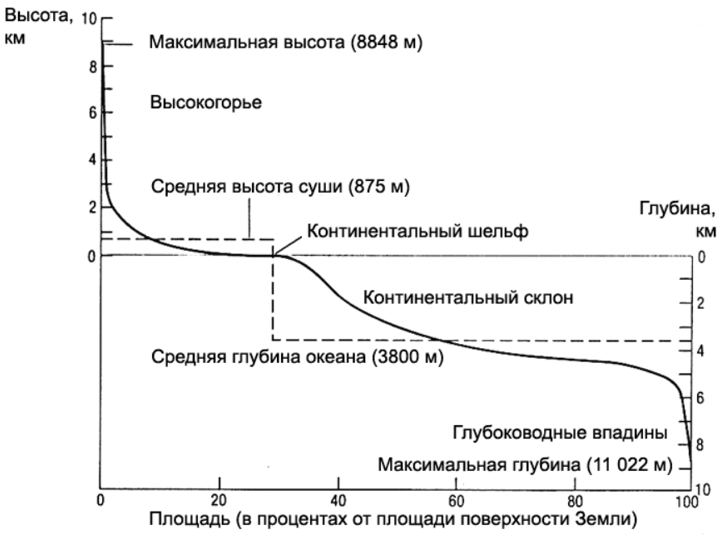 Высота,
км
10
Максимальная высота (8848 м)
8
Высокогорье
6
4
Средняя высота суши (875 м)
2
Глубина,
км
Континентальный шельф
0
0
Континентальный склон
2
Средняя глубина океана (3800 м)
4
6
Глубоководные впадины
8
Максимальная глубина (11 022 м)
10
0
20
40
60
80
100
Площадь (в процентах от площади поверхности Земли)